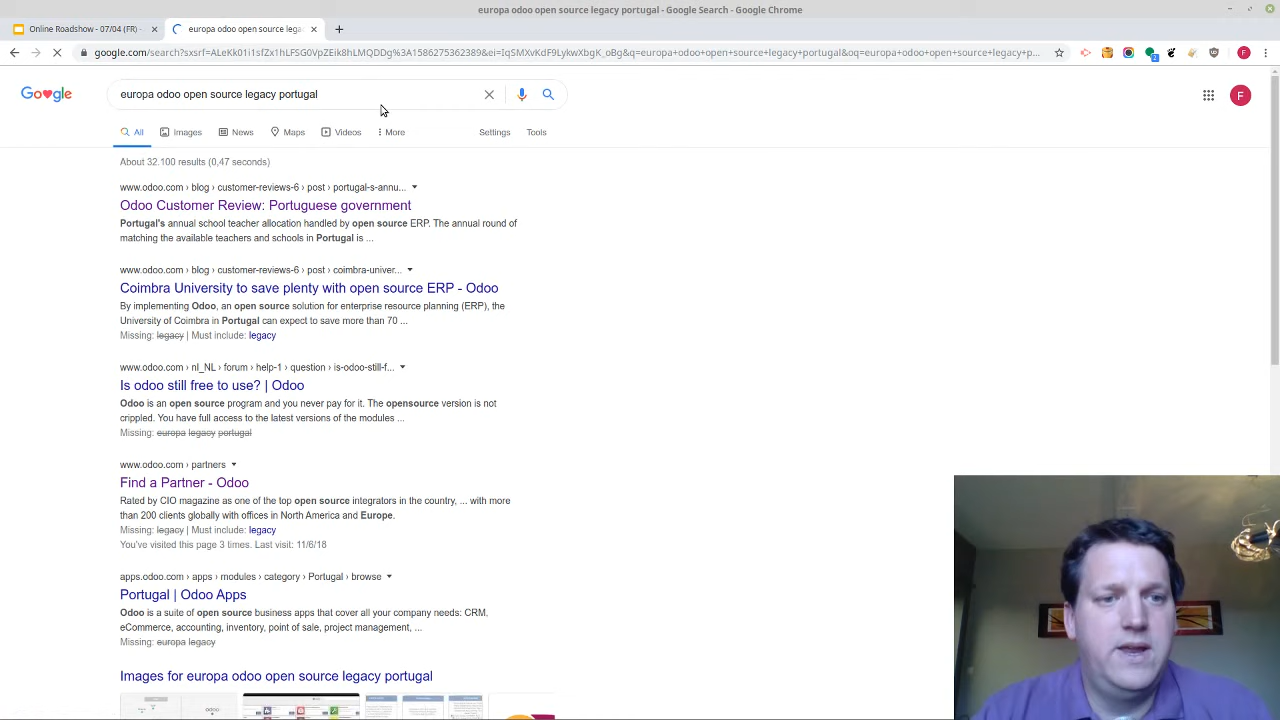 europa odoo open source legacy portugal - Google Search - Google Chrome
Online Roadshow - 07/04 (FR) -
europa odoo open source lega
google.com/search?sxsrf=ALeKk01i1sfZx1hLFSG0VpZEik8hLMQDDg%3A1586275362389&ei=IqSMXvKdF9LykwXbgK_oBg&q=europa+odoo+open+source+legacy+portugal&oq=europa+odoo+open+source+legacy+p...
2
F
Google
europa odoo open source legacy portugal
F
All
Images
News
Maps
Videos
More
Settings
Tools
About 32.100 results (0,47 seconds)
www.odoo.com › blog › customer-reviews-6 › post › portugal-s-annu...
Odoo Customer Review: Portuguese government
Portugal's annual school teacher allocation handled by open source ERP. The annual round of
matching the available teachers and schools in Portugal is ...
www.odoo.com › blog › customer-reviews-6 › post › coimbra-univer...
Coimbra University to save plenty with open source ERP - Odoo
By implementing Odoo, an open source solution for enterprise resource planning (ERP), the
University of Coimbra in Portugal can expect to save more than 70 ...
Missing: legacy | Must include: legacy
www.odoo.com › nl_NL › forum › help-1 › question › is-odoo-still-f...
Is odoo still free to use? | Odoo
Odoo is an open source program and you never pay for it. The opensource version is not
crippled. You have full access to the latest versions of the modules ...
Missing: europa legacy portugal
www.odoo.com › partners
Find a Partner - Odoo
Rated by CIO magazine as one of the top open source integrators in the country, ... with more
than 200 clients globally with offices in North America and Europe.
Missing: legacy | Must include: legacy
You've visited this page 3 times. Last visit: 11/6/18
apps.odoo.com › apps › modules › category › Portugal › browse
Portugal | Odoo Apps
Odoo is a suite of open source business apps that cover all your company needs: CRM,
eCommerce, accounting, inventory, point of sale, project management, ...
Missing: europa legacy
Images for europa odoo open source legacy portugal